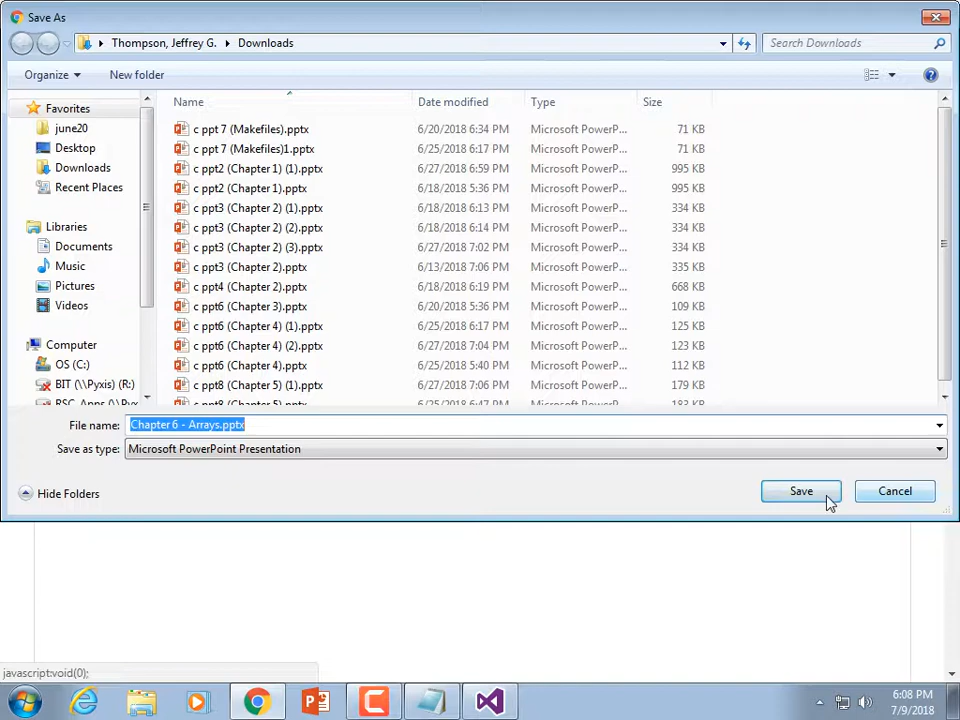 Save As
Thompson, Jeffrey G. Downloads Search Downloads
Organize New folder
Favorites Name Date modified Type Size
june20 c ppt 7 (Makefiles).pptx 6/20/2018 6:34 PM Microsoft PowerP... 71 KB
Desktop c ppt 7 (Makefiles)1.pptx 6/25/2018 6:17 PM Microsoft PowerP... 71 KB
Downloads c ppt2 (Chapter 1) (1).pptx 6/27/2018 6:59 PM Microsoft PowerP... 995 KB
Recent Places c ppt2 (Chapter 1).pptx 6/18/2018 5:36 PM Microsoft PowerP... 995 KB
c ppt3 (Chapter 2) (1).pptx 6/18/2018 6:13 PM Microsoft PowerP... 334 KB
Libraries c ppt3 (Chapter 2) (2).pptx 6/18/2018 6:14 PM Microsoft PowerP... 334 KB
Documents c ppt3 (Chapter 2) (3).pptx 6/27/2018 7:02 PM Microsoft PowerP... 334 KB
Music c ppt3 (Chapter 2).pptx 6/13/2018 7:06 PM Microsoft PowerP... 335 KB
Pictures c ppt4 (Chapter 2).pptx 6/18/2018 6:19 PM Microsoft PowerP... 668 KB
Videos c ppt6 (Chapter 3).pptx 6/20/2018 5:36 PM Microsoft PowerP... 109 KB
c ppt6 (Chapter 4) (1).pptx 6/25/2018 6:17 PM Microsoft PowerP... 125 KB
Computer c ppt6 (Chapter 4) (2).pptx 6/27/2018 7:04 PM Microsoft PowerP... 123 KB
OS (C:) c ppt6 (Chapter 4).pptx 6/25/2018 5:40 PM Microsoft PowerP... 112 KB
BIT (\\Pyxis) (R:) c ppt8 (Chapter 5) (1).pptx 6/27/2018 7:06 PM Microsoft PowerP... 179 KB
RSC Apps (\\Pyxis c ppt8 (Chapter 5).pptx 6/25/2018 6:47 PM Microsoft PowerP... 183 KB
File name: Chapter 6 - Arrays.pptx
Save as type: Microsoft PowerPoint Presentation
Hide Folders Save Cancel
javascript:void(0);
6:08 PM
7/9/2018